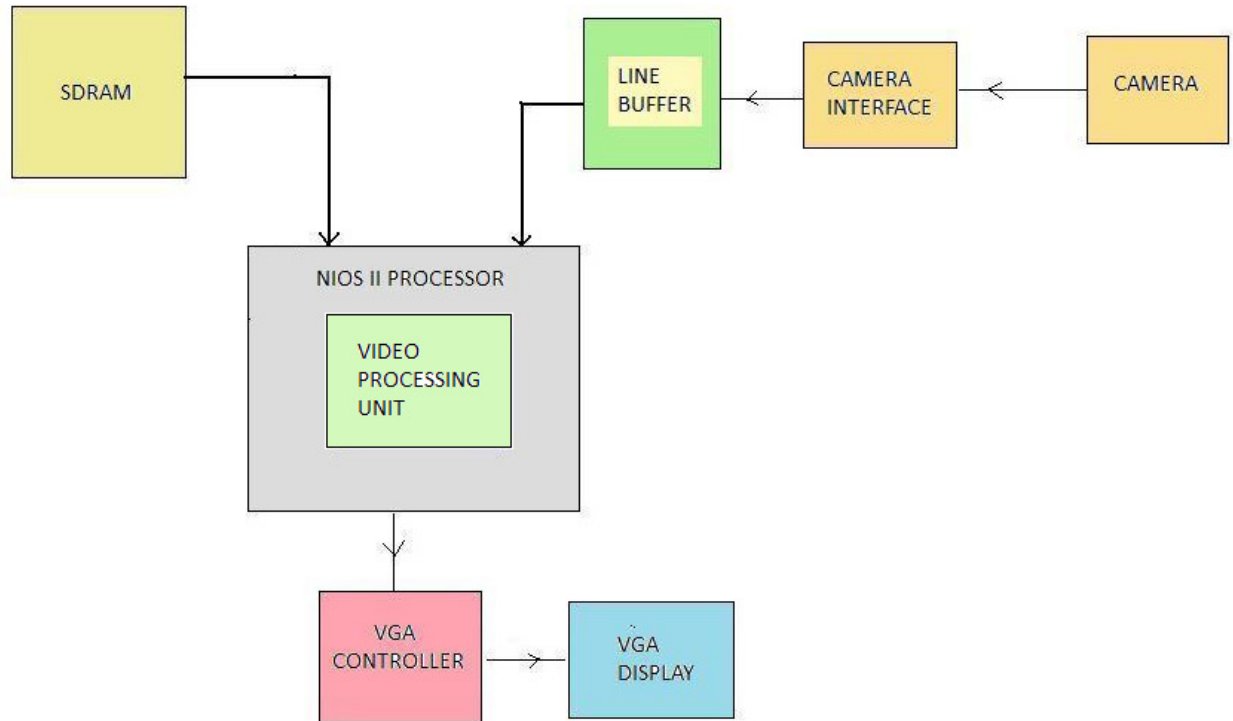 SDRAM
LINE
BUFFER
CAMERA
INTERFACE
CAMERA
NIOS II PROCESSOR
VIDEO
PROCESSING
UNIT
VGA
CONTROLLER
VGA
DISPLAY